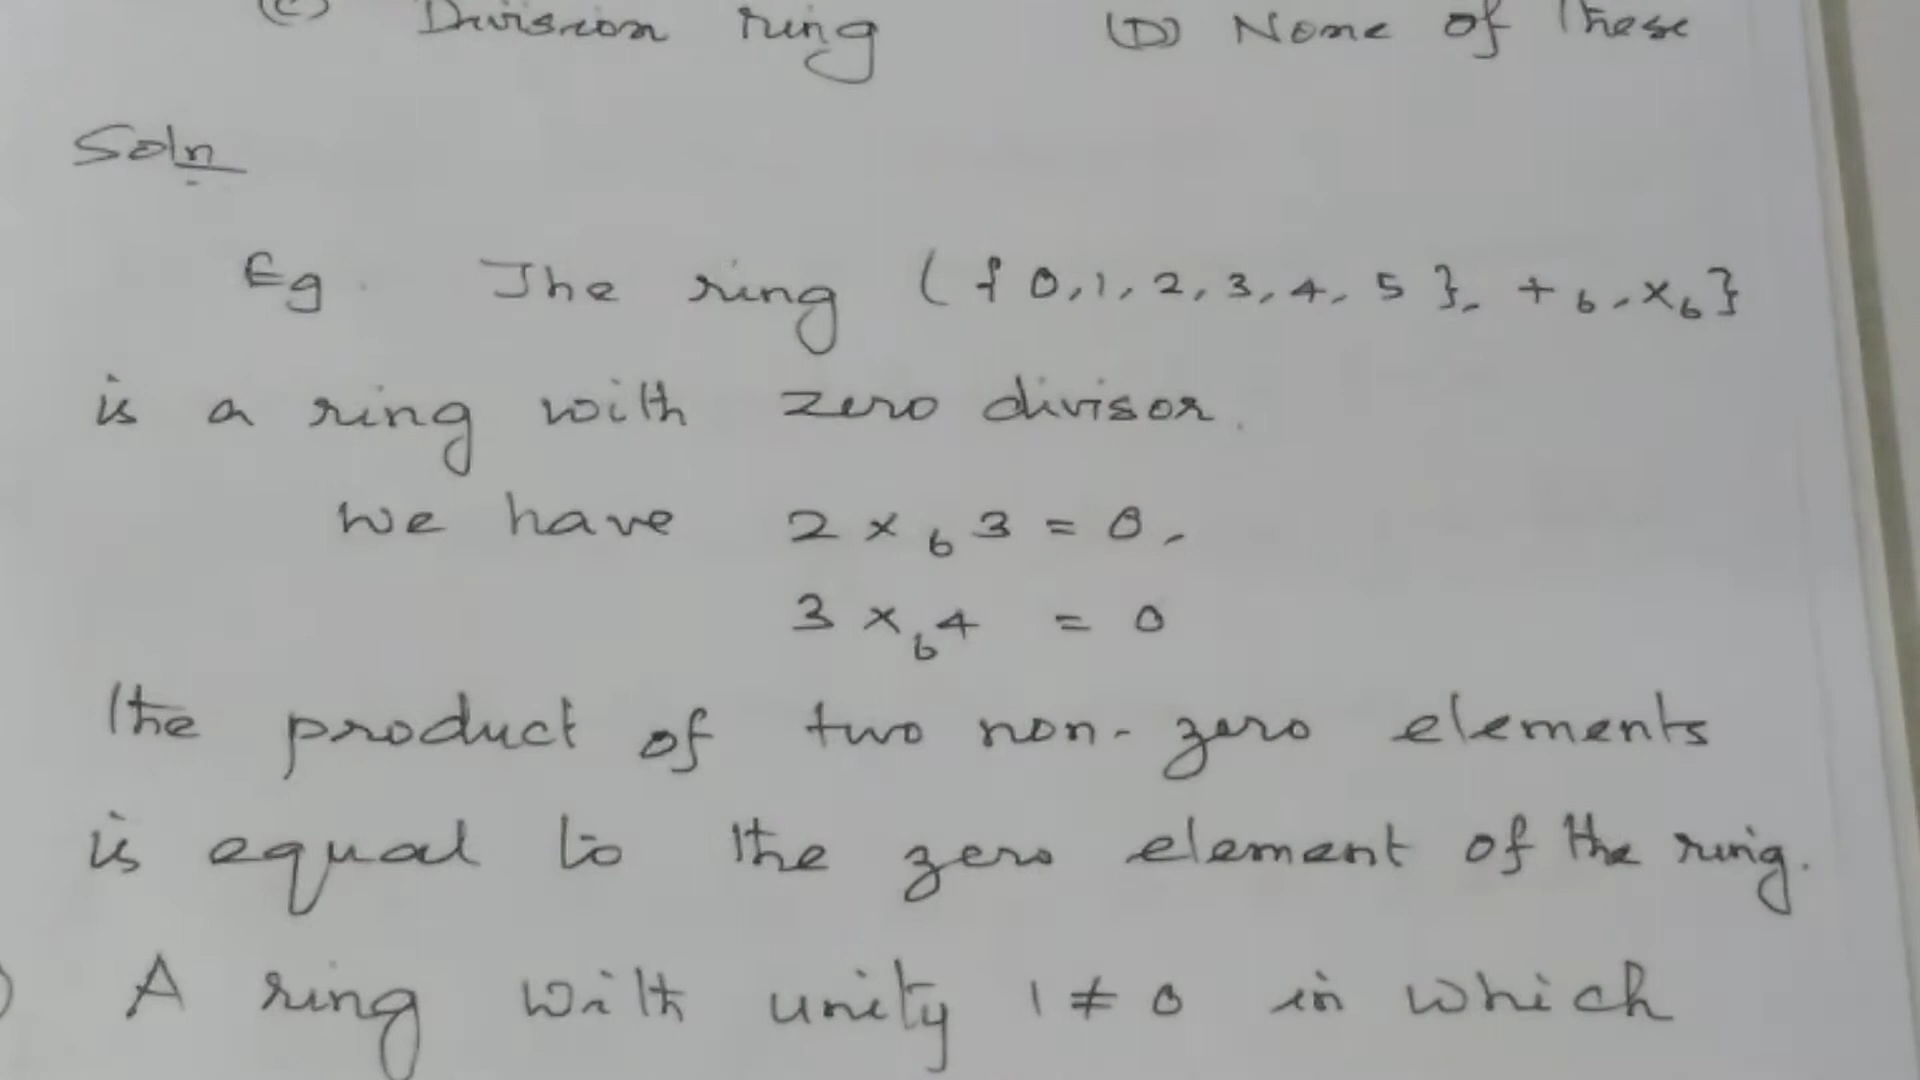 (C) Division ring (D) None of these
Soln
Eg. The ring ({0,1,2,3,4,5}, +₆, ×₆}
is a ring with zero divisor.
we have 2 ×₆ 3 = 0,
3 ×₆ 4 = 0
The product of two non-zero elements
is equal to the zero element of the ring.
) A ring with unity 1 ≠ 0 in which